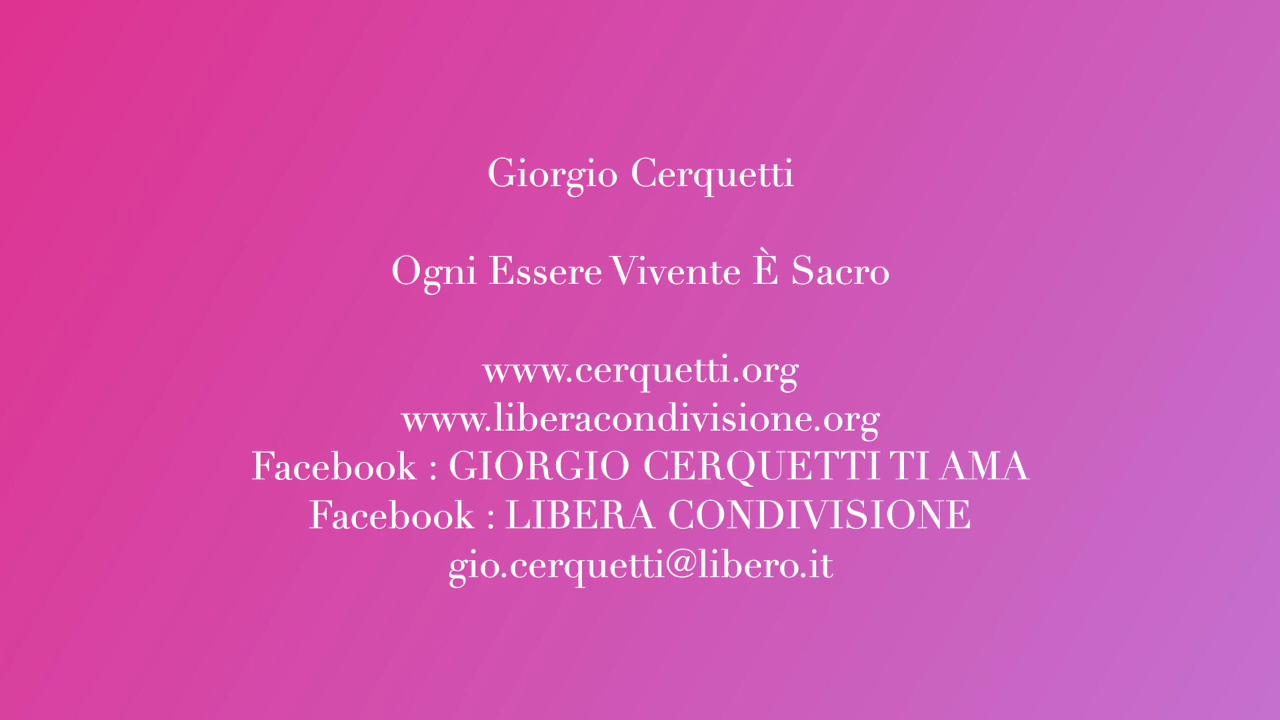 Giorgio Cerquetti
Ogni Essere Vivente È Sacro
www.cerquetti.org
www.liberacondivisione.org
Facebook : GIORGIO CERQUETTI TI AMA
Facebook : LIBERA CONDIVISIONE
gio.cerquetti@libero.it